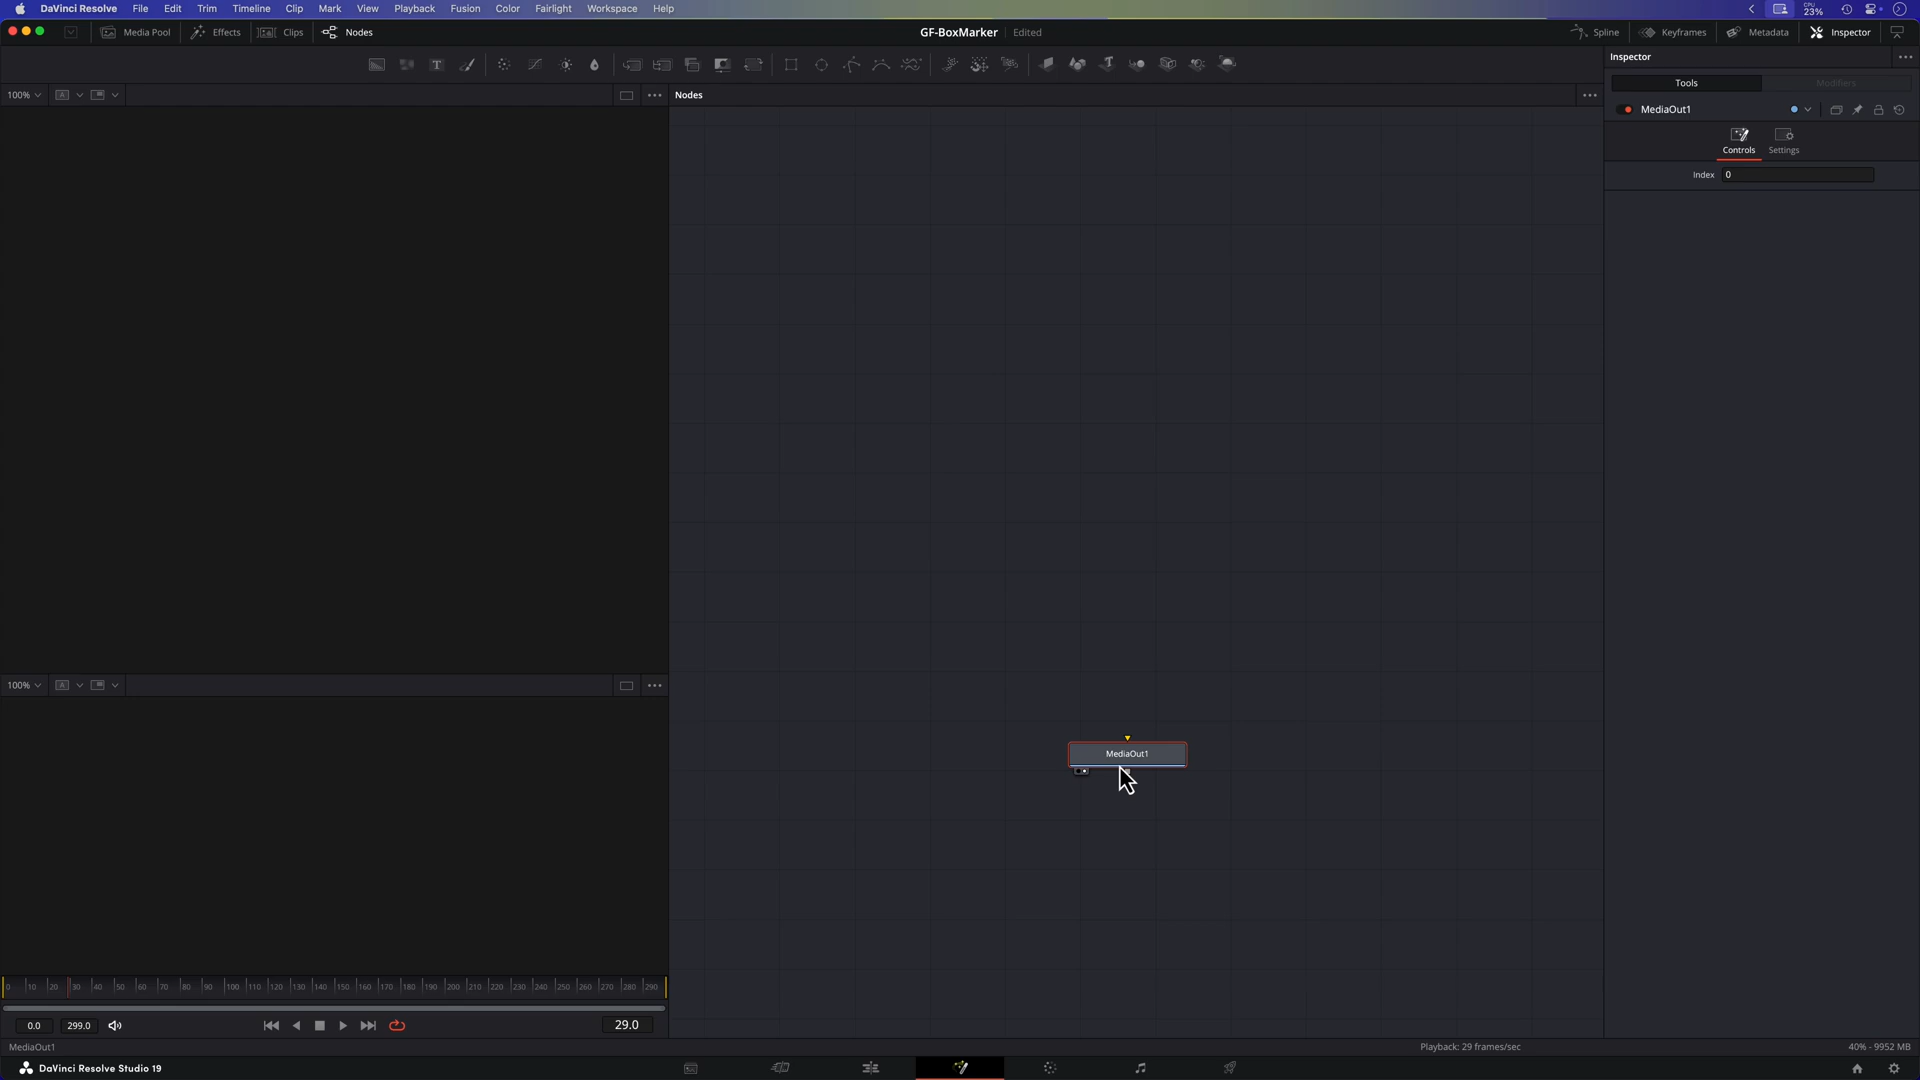 DaVinci Resolve File Edit Trim Timeline Clip Mark View Playback Fusion Color Fairlight Workspace Help CPU 23%
Media Pool Effects Clips Nodes GF-BoxMarker Edited Spline Keyframes Metadata Inspector
Inspector
T
Tools Modifiers
100% A Nodes
MediaOut1
Controls Settings
Index 0
100% A
MediaOut1
0 10 20 30 40 50 60 70 80 90 100 110 120 130 140 150 160 170 180 190 200 210 220 230 240 250 260 270 280 290
0.0 299.0 29.0
MediaOut1 Playback: 29 frames/sec 40% - 9952 MB
DaVinci Resolve Studio 19